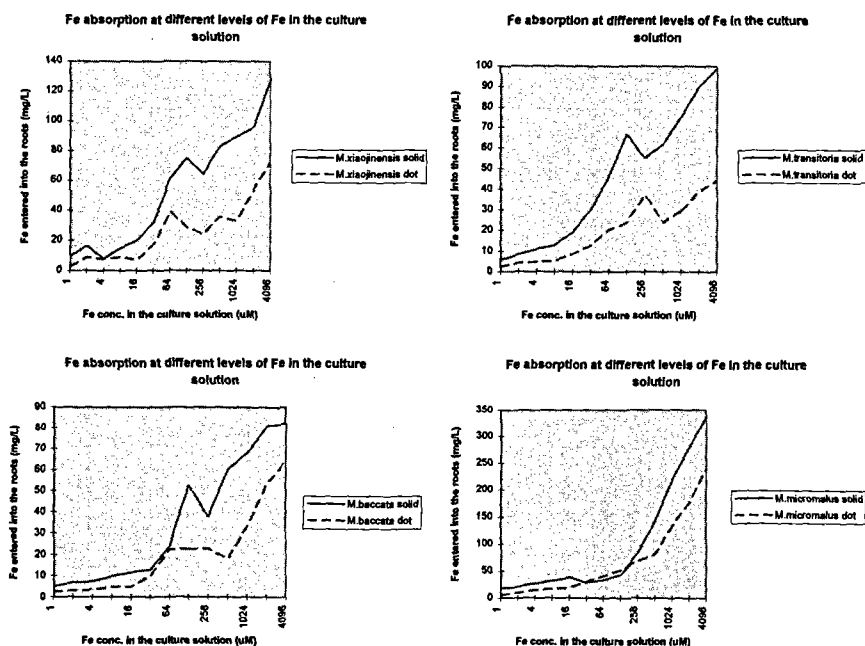 Fe absorption at different levels of Fe in the culture
solution
Fe entered into the roots (mg/L)
140
120
100
80
60
40
20
0
1
4
16
64
256
1024
4096
Fe conc. in the culture solution (uM)
M.xiaojinensis solid
M.xiaojinensis dot
Fe absorption at different levels of Fe in the culture
solution
Fe entered into the roots (mg/L)
100
90
80
70
60
50
40
30
20
10
0
1
4
16
64
256
1024
4096
Fe conc. in the culture solution (uM)
M.transitoria solid
M.transitoria dot
Fe absorption at different levels of Fe in the culture
solution
Fe entered into the roots (mg/L)
90
80
70
60
50
40
30
20
10
0
1
4
16
64
256
1024
4096
Fe conc. in the culture solution (uM)
M.baccata solid
M.baccata dot
Fe absorption at different levels of Fe in the culture
solution
Fe entered into the roots (mg/L)
350
300
250
200
150
100
50
0
1
4
16
64
256
1024
4096
Fe conc. in the culture solution (uM)
M.micromalus solid
M.micromalus dot